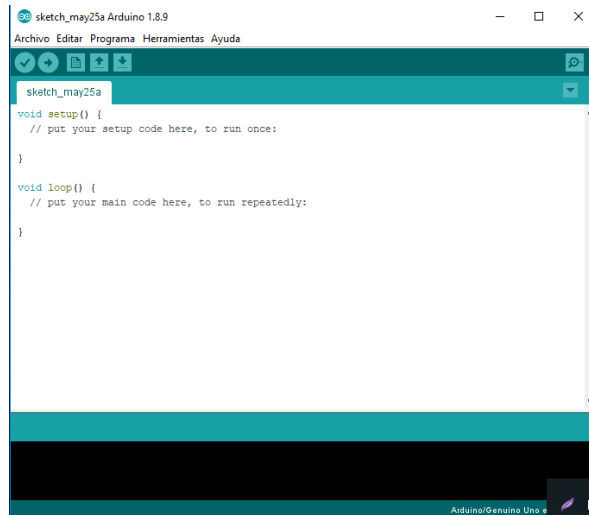 sketch_may25a Arduino 1.8.9
Archivo Editar Programa Herramientas Ayuda
sketch_may25a
void setup() {
// put your setup code here, to run once:
}
void loop() {
// put your main code here, to run repeatedly:
}
Arduino/Genuino Uno e